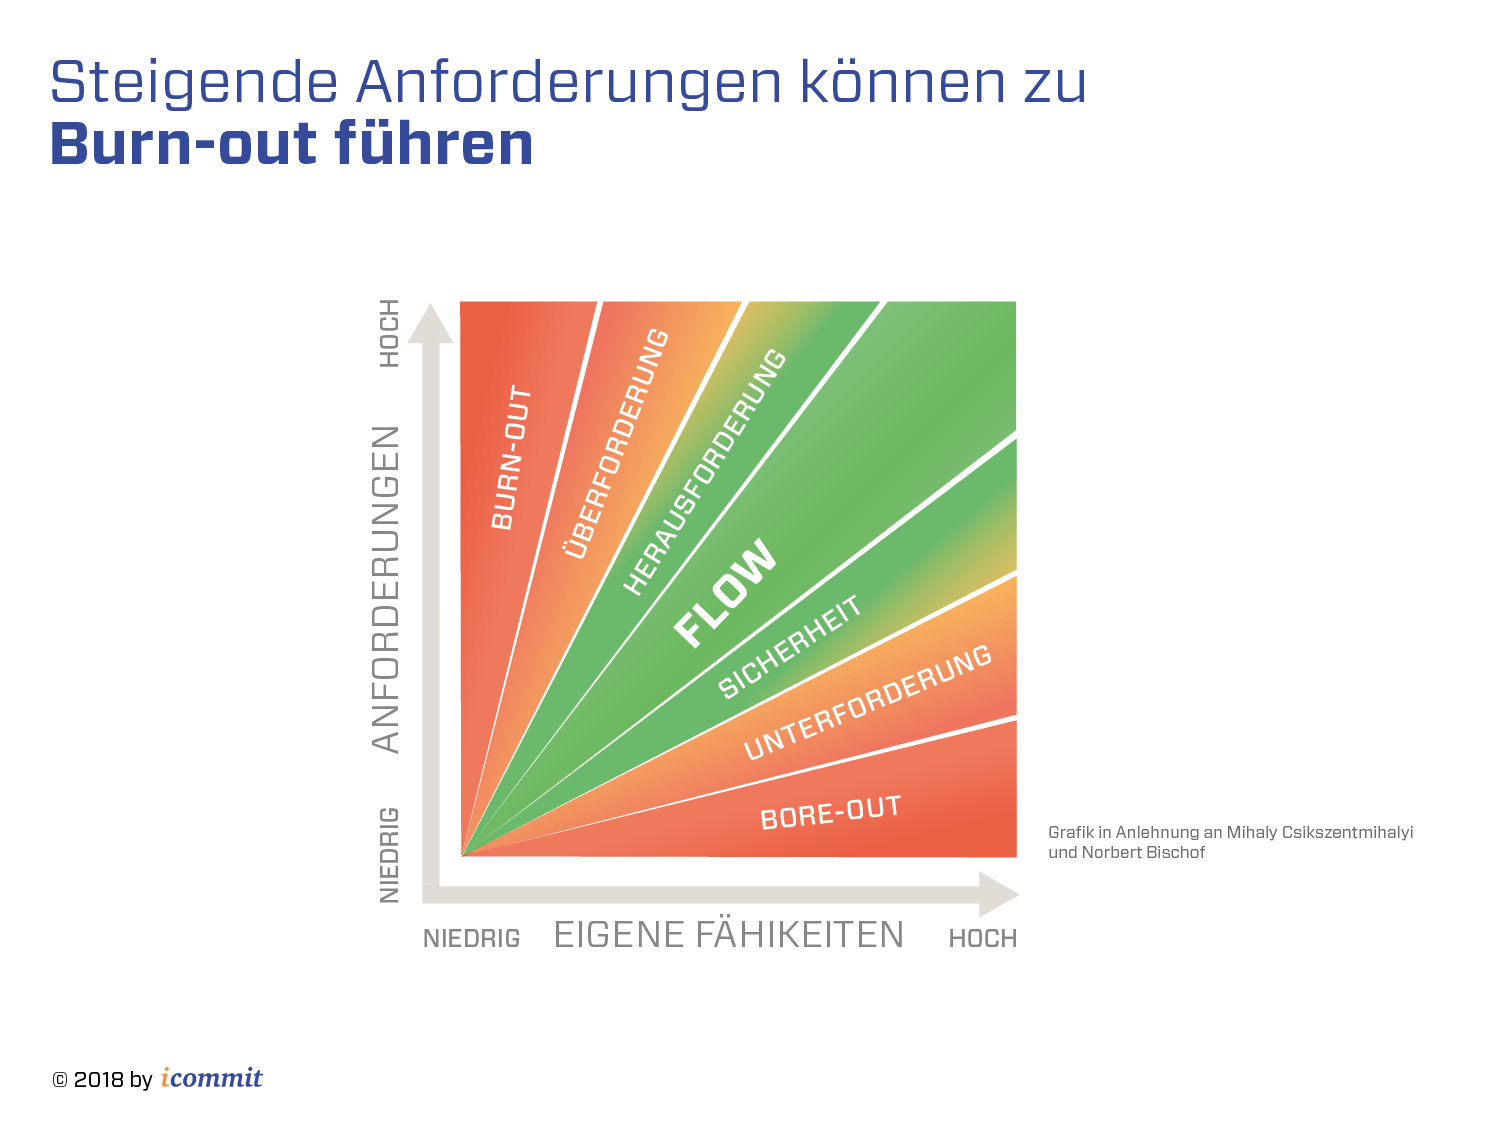 Steigende Anforderungen können zu
Burn-out führen
HOCH
ANFORDERUNGEN
NIEDRIG
BURN-OUT
ÜBERFORDERUNG
HERAUSFORDERUNG
FLOW
SICHERHEIT
UNTERFORDERUNG
BORE-OUT
Grafik in Anlehnung an Mihaly Csikszentmihalyi
und Norbert Bischof
NIEDRIG EIGENE FÄHIKEITEN HOCH
© 2018 by icommit